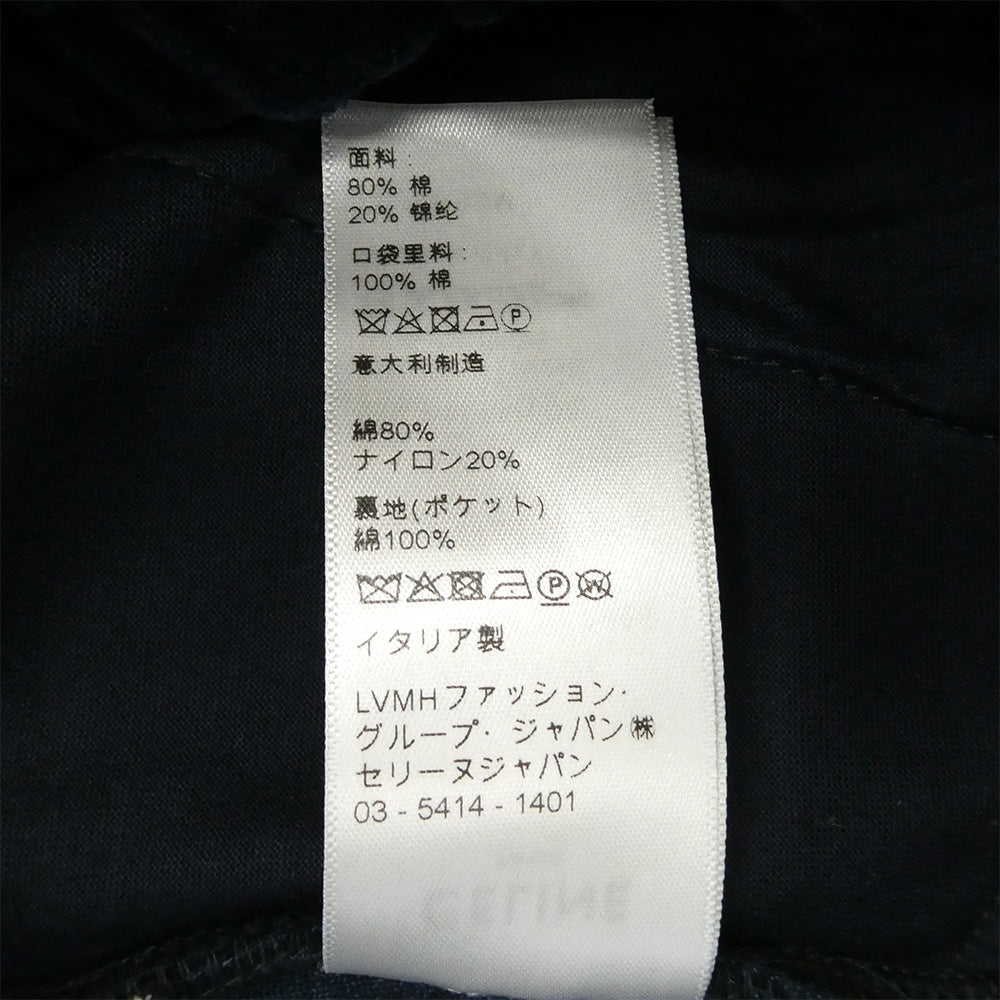 面料：
80% 棉
20% 锦纶
口袋里料：
100% 棉
P
意大利制造
綿80%
ナイロン20%
裏地(ポケット)
綿100%
P W
イタリア製
LVMHファッション・
グループ・ジャパン㈱
セリーヌジャパン
03 - 5414 - 1401
CELINE